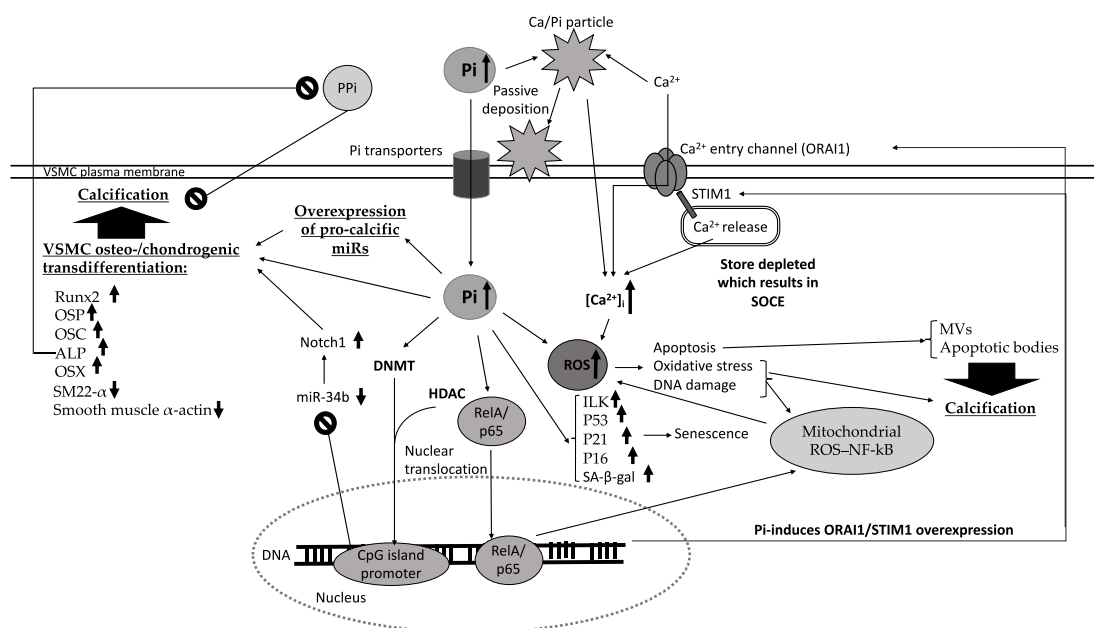 Ca/Pi particle
Pi
Ca²⁺
PPi
Passive
deposition
Pi transporters
Ca²⁺ entry channel (ORAI1)
VSMC plasma membrane
STIM1
Calcification
Ca²⁺ release
Overexpression
of pro-calcific
miRs
VSMC osteo-/chondrogenic
transdifferentiation:
Store depleted
which results in
SOCE
Runx2
OSP
OSC
ALP
OSX
SM22-α
Smooth muscle α-actin
Pi
[Ca²⁺]ᵢ
Notch1
miR-34b
DNMT
HDAC
RelA/
p65
Nuclear
translocation
ROS
Apoptosis
Oxidative stress
DNA damage
MVs
Apoptotic bodies
Calcification
ILK
P53
P21
P16
SA-β-gal
Senescence
Mitochondrial
ROS–NF-kB
Pi-induces ORAI1/STIM1 overexpression
DNA
CpG island
promoter
RelA/
p65
Nucleus